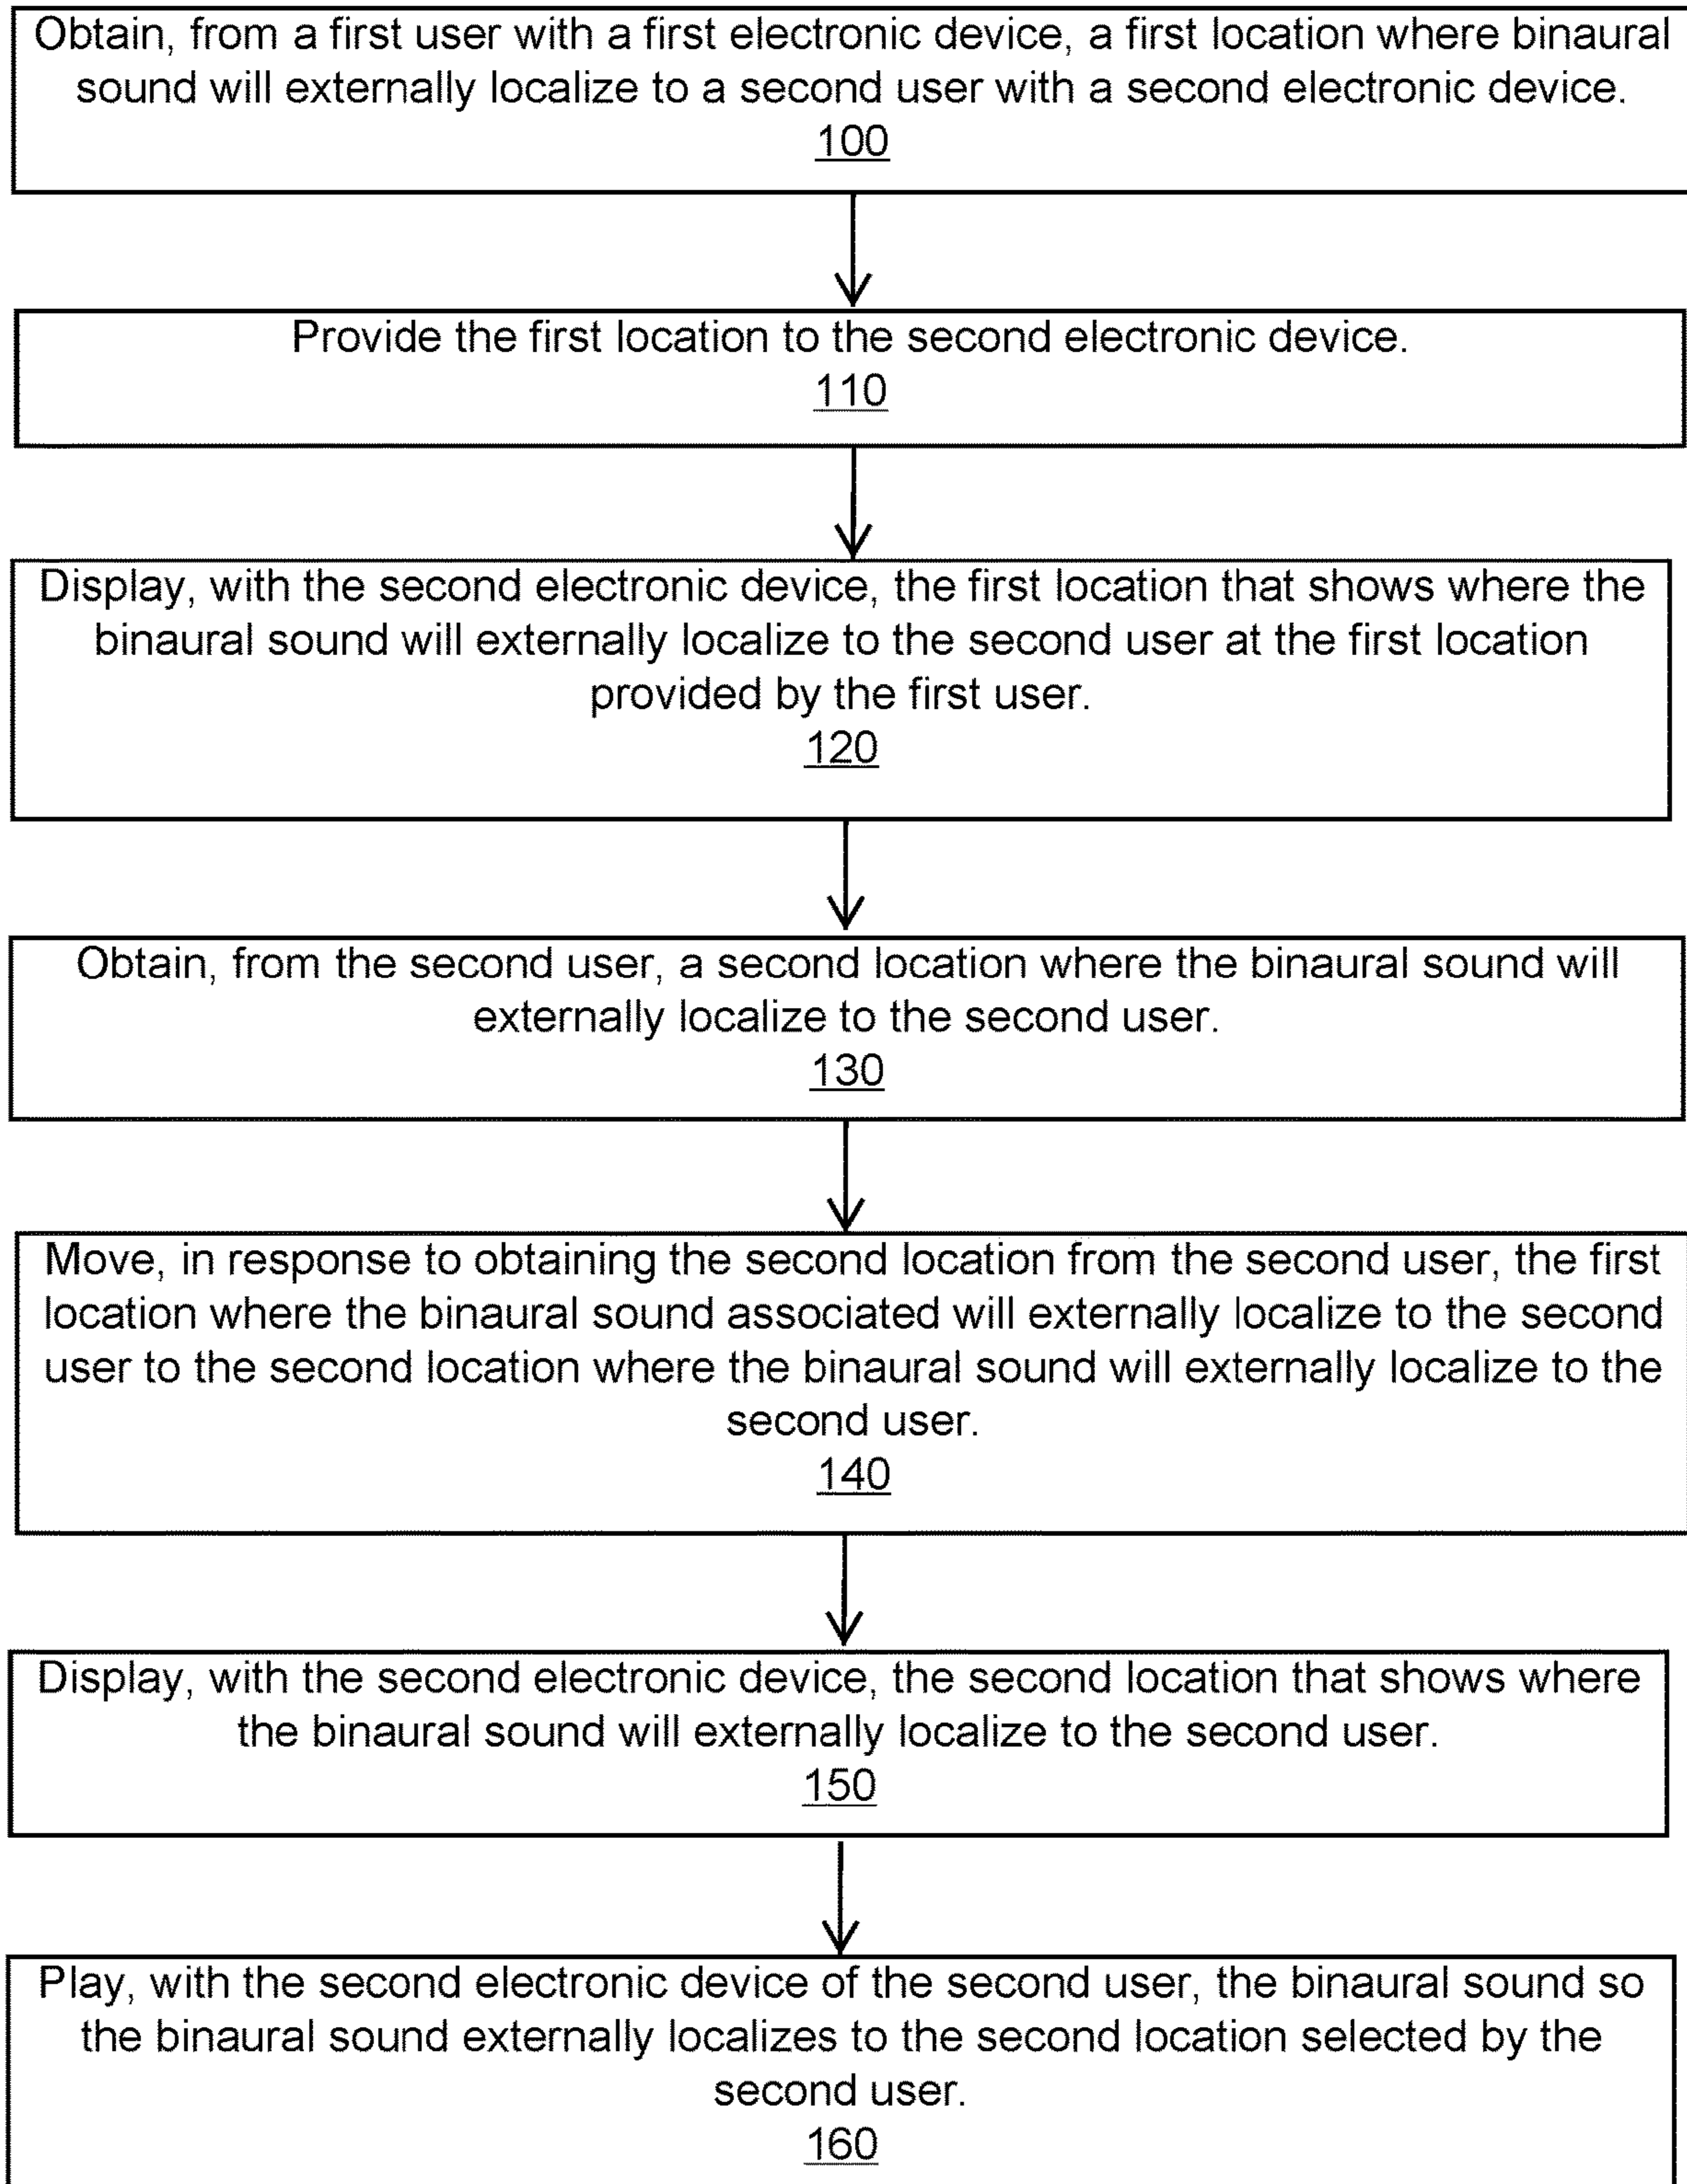 Obtain, from a first user with a first electronic device, a first location where binaural
sound will externally localize to a second user with a second electronic device.
100
Provide the first location to the second electronic device.
110
Display, with the second electronic device, the first location that shows where the
binaural sound will externally localize to the second user at the first location
provided by the first user.
120
Obtain, from the second user, a second location where the binaural sound will
externally localize to the second user.
130
Move, in response to obtaining the second location from the second user, the first
location where the binaural sound associated will externally localize to the second
user to the second location where the binaural sound will externally localize to the
second user.
140
Display, with the second electronic device, the second location that shows where
the binaural sound will externally localize to the second user.
150
Play, with the second electronic device of the second user, the binaural sound so
the binaural sound externally localizes to the second location selected by the
second user.
160